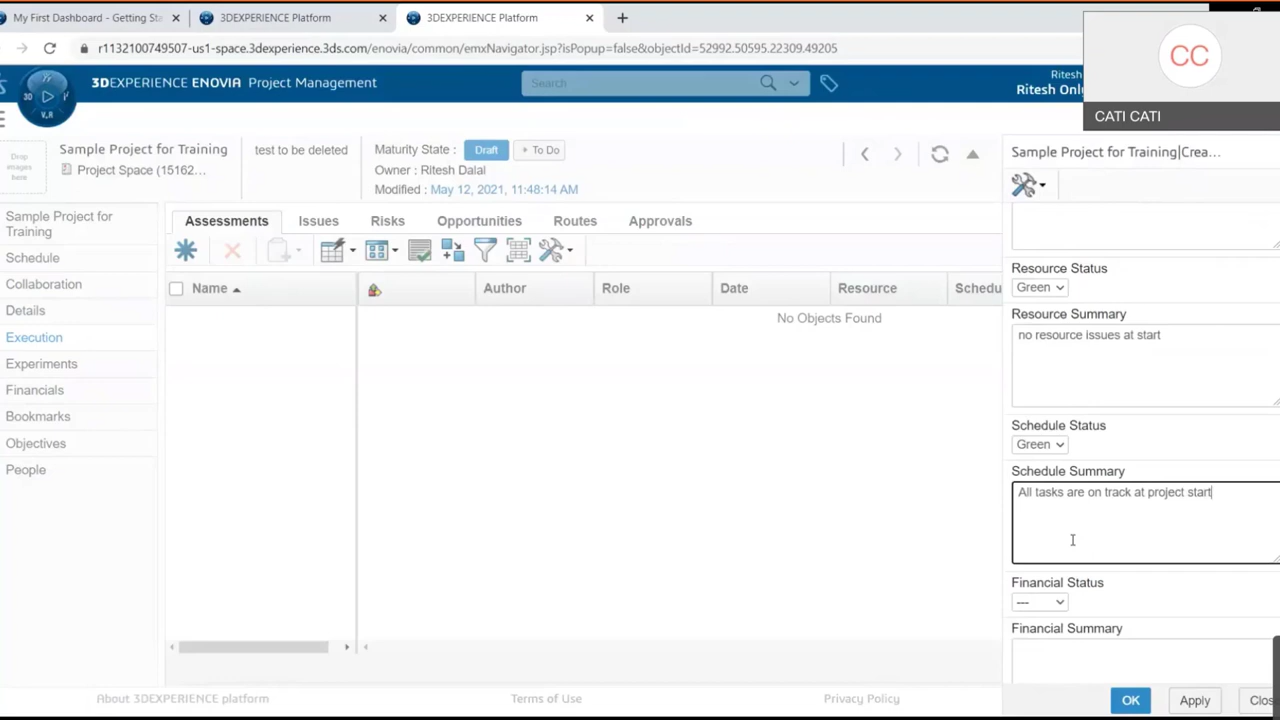 My First Dashboard - Getting Sta
3DEXPERIENCE Platform
3DEXPERIENCE Platform
r1132100749507-us1-space.3dexperience.3ds.com/enovia/common/emxNavigator.jsp?isPopup=false&objectId=52992.50595.22309.49205
3DEXPERIENCE ENOVIA Project Management
Search
Ritesh
Ritesh Only
CC
CATI CATI
3D
V.R
Drop images here
Sample Project for Training
Project Space (15162...
test to be deleted
Maturity State :
Draft
+ To Do
Owner : Ritesh Dalal
Modified : May 12, 2021, 11:48:14 AM
Sample Project for Training
Schedule
Collaboration
Details
Execution
Experiments
Financials
Bookmarks
Objectives
People
Assessments
Issues
Risks
Opportunities
Routes
Approvals
Name
Author
Role
Date
Resource
Schedu
No Objects Found
Sample Project for Training|Crea...
Resource Status
Green
Resource Summary
no resource issues at start
Schedule Status
Green
Schedule Summary
All tasks are on track at project start
Financial Status
---
Financial Summary
OK
Apply
Clos
About 3DEXPERIENCE platform
Terms of Use
Privacy Policy